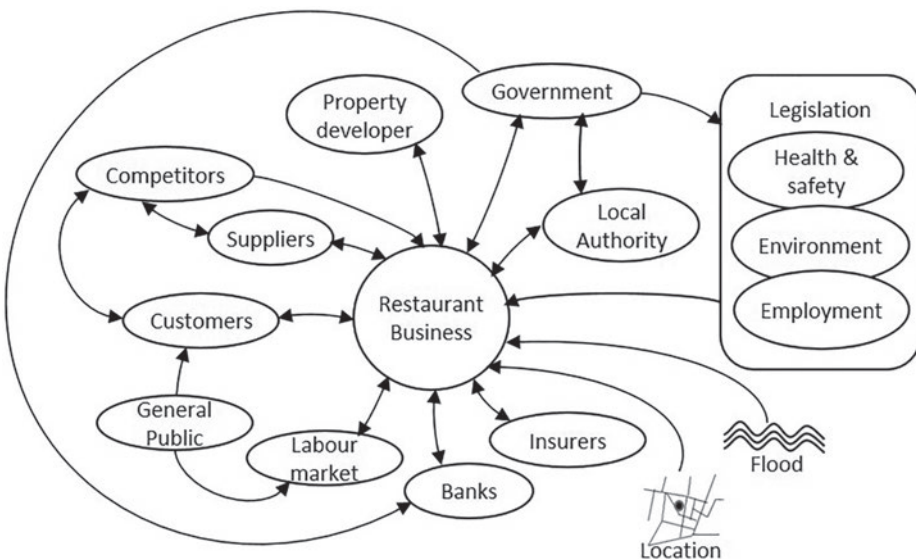 Government
Property
developer
Legislation
Health &
safety
Competitors
Local
Authority
Suppliers
Environment
Restaurant
Business
Customers
Employment
General
Public
Labour
market
Insurers
Banks
Flood
Location